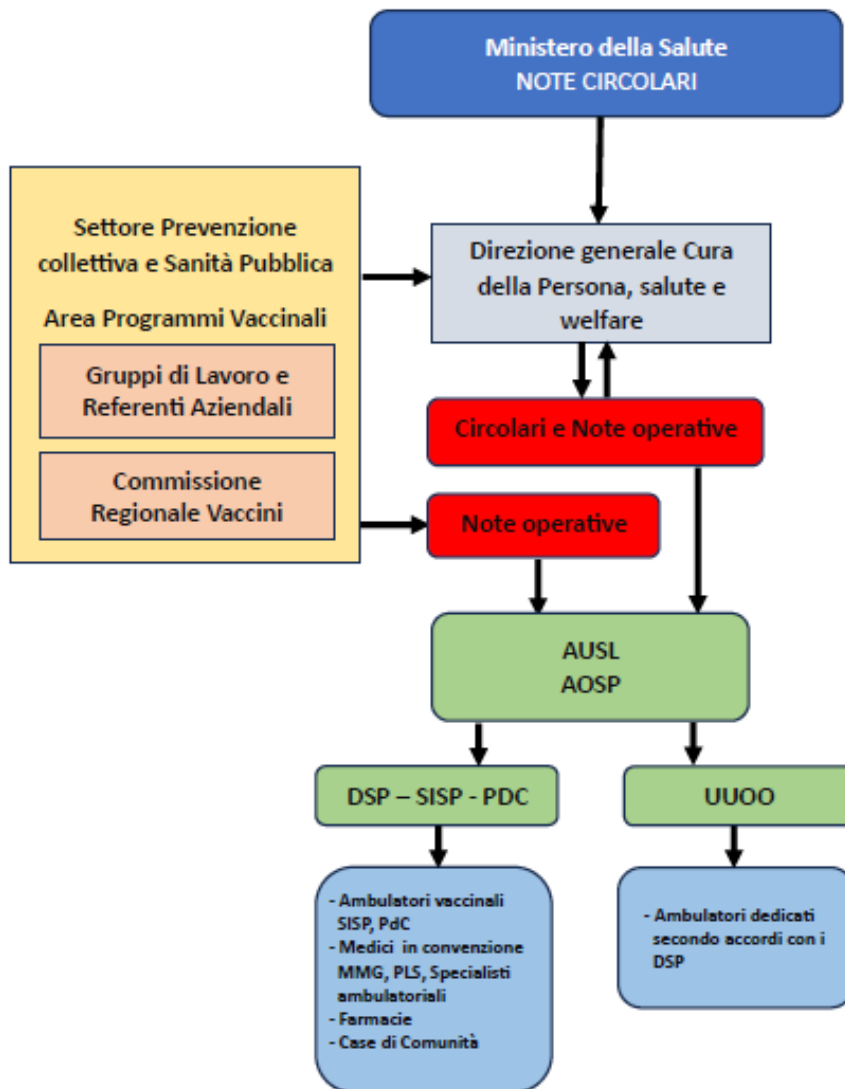 Ministero della Salute
NOTE CIRCOLARI
Settore Prevenzione
collettiva e Sanità Pubblica
Area Programmi Vaccinali
Gruppi di Lavoro e
Referenti Aziendali
Commissione
Regionale Vaccini
Direzione generale Cura
della Persona, salute e
welfare
Circolari e Note operative
Note operative
AUSL
AOSP
DSP – SISP - PDC
UUOO
- Ambulatori vaccinali
SISP, PdC
- Medici in convenzione
MMG, PLS, Specialisti
ambulatoriali
- Farmacie
- Case di Comunità
- Ambulatori dedicati
secondo accordi con i
DSP